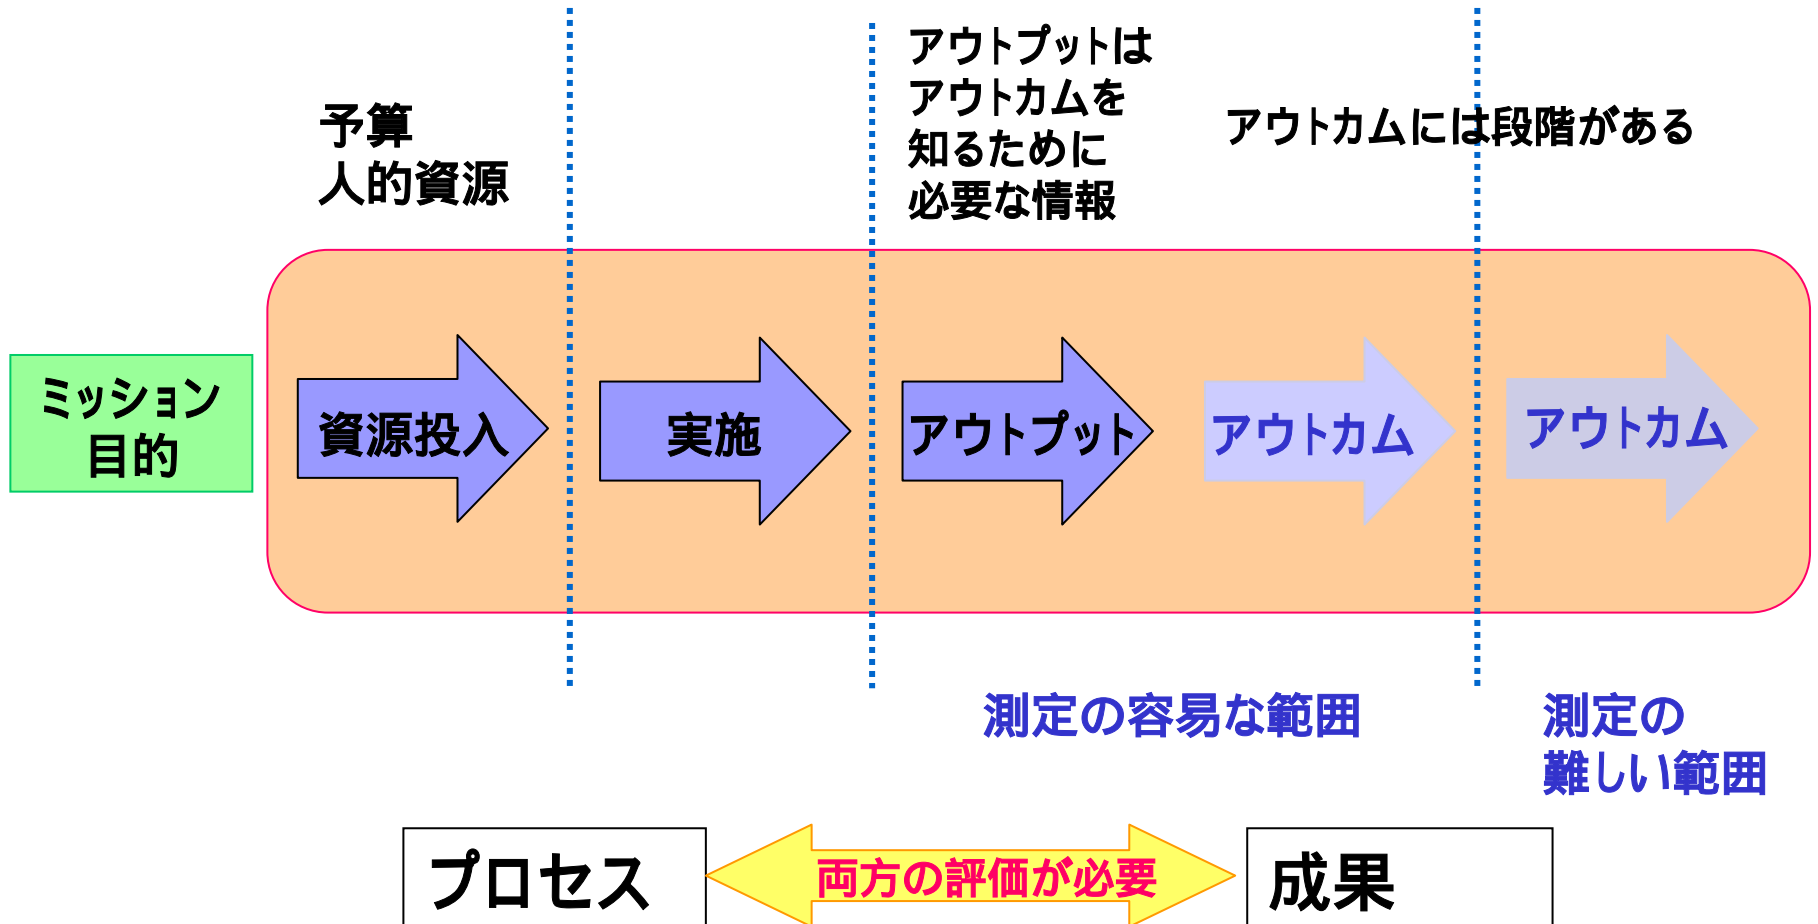 予算
人的資源
アウトプットは
アウトカムを
知るために
必要な情報
アウトカムには段階がある
ミッション
目的
資源投入
実施
アウトプット
アウトカム
アウトカム
測定の容易な範囲
測定の
難しい範囲
プロセス
両方の評価が必要
成果